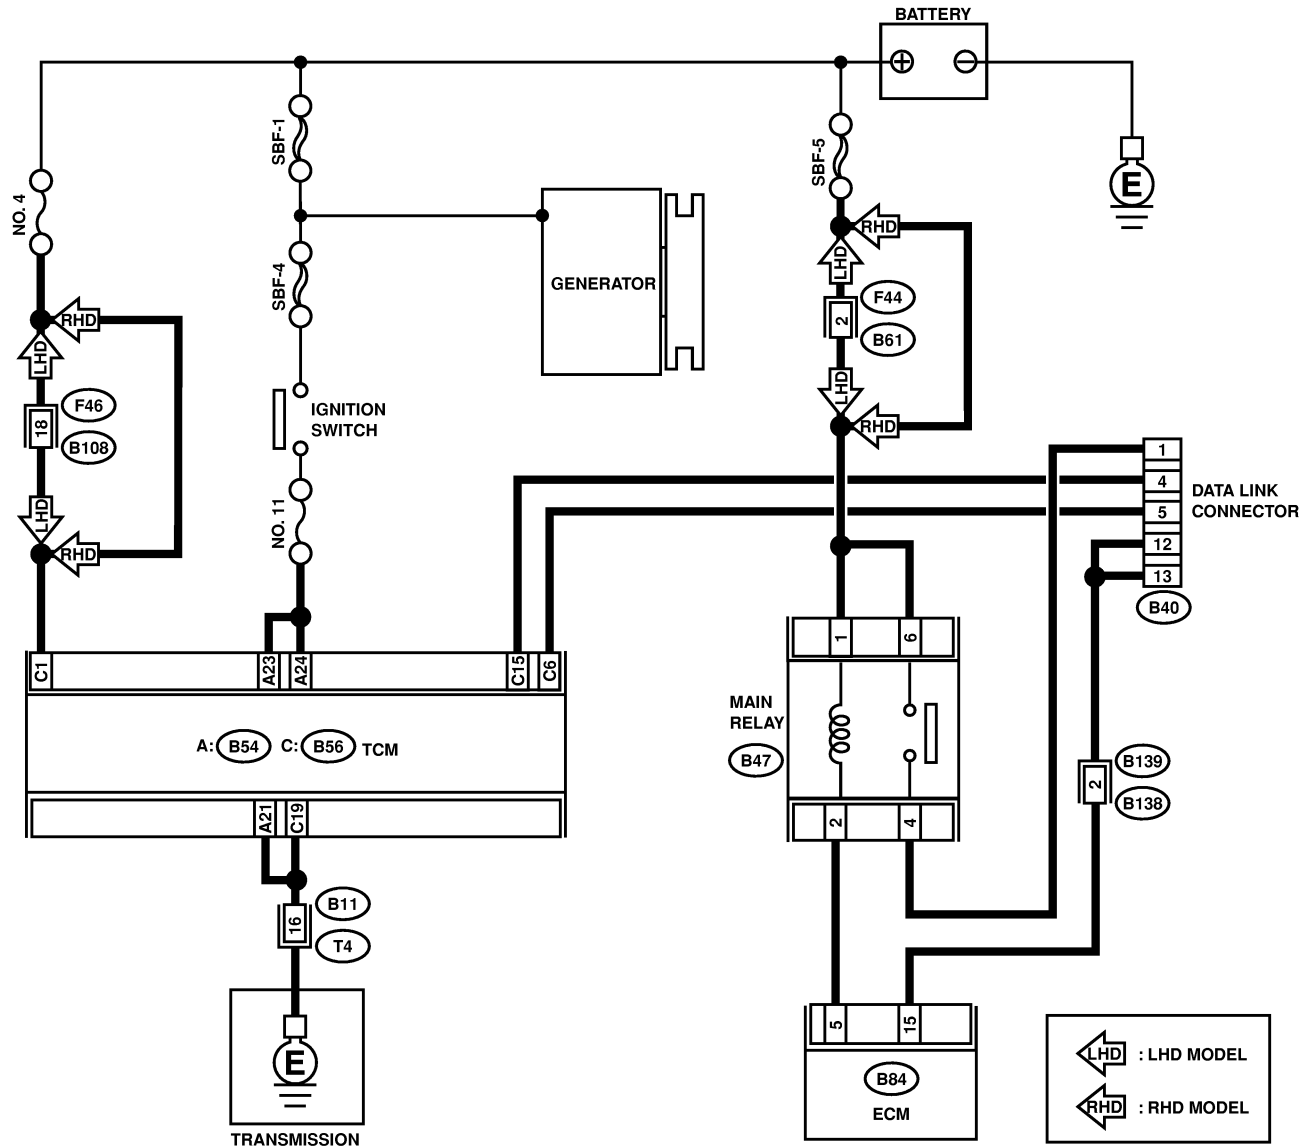 BATTERY
SBF-1
SBF-5
E
NO. 4
RHD
SBF-4
GENERATOR
LHD
F44
2
B61
RHD
LHD
F46
18
B108
IGNITION
SWITCH
LHD
RHD
1
4
5
12
13
DATA LINK
CONNECTOR
B40
NO. 11
LHD
RHD
C1
A23
A24
C15
C6
1
6
A: B54 C: B56 TCM
MAIN
RELAY
B47
B139
2
B138
A21
C19
2
4
B11
16
T4
E
TRANSMISSION
5
15
B84
ECM
LHD : LHD MODEL
RHD : RHD MODEL